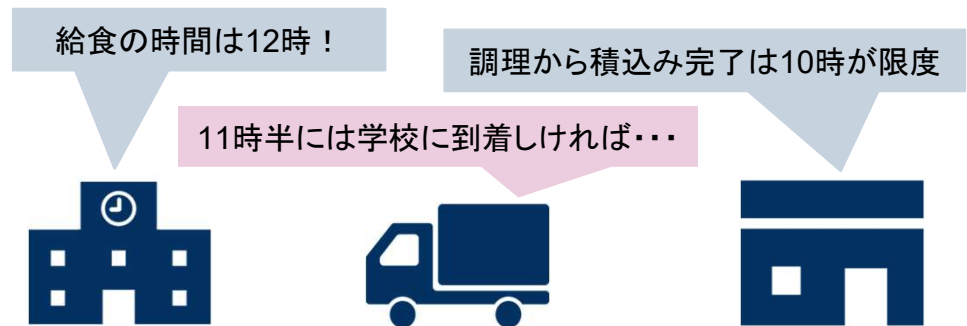 給食の時間は12時！
調理から積込み完了は10時が限度
11時半には学校に到着しければ・・・